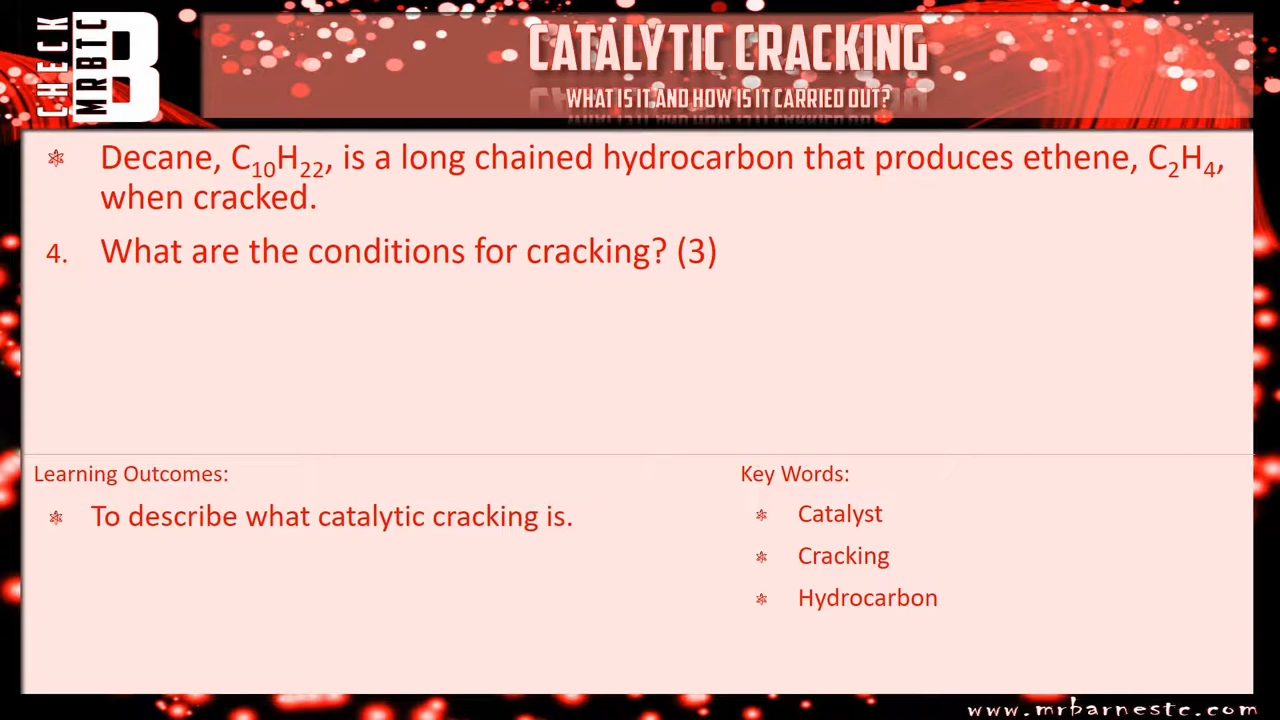 CHECK
MRBTC
B
CATALYTIC CRACKING
WHAT IS IT AND HOW IS IT CARRIED OUT?
Decane, C₁₀H₂₂, is a long chained hydrocarbon that produces ethene, C₂H₄,
when cracked.
4. What are the conditions for cracking? (3)
Learning Outcomes:
To describe what catalytic cracking is.
Key Words:
Catalyst
Cracking
Hydrocarbon
www.mrbarnestc.com